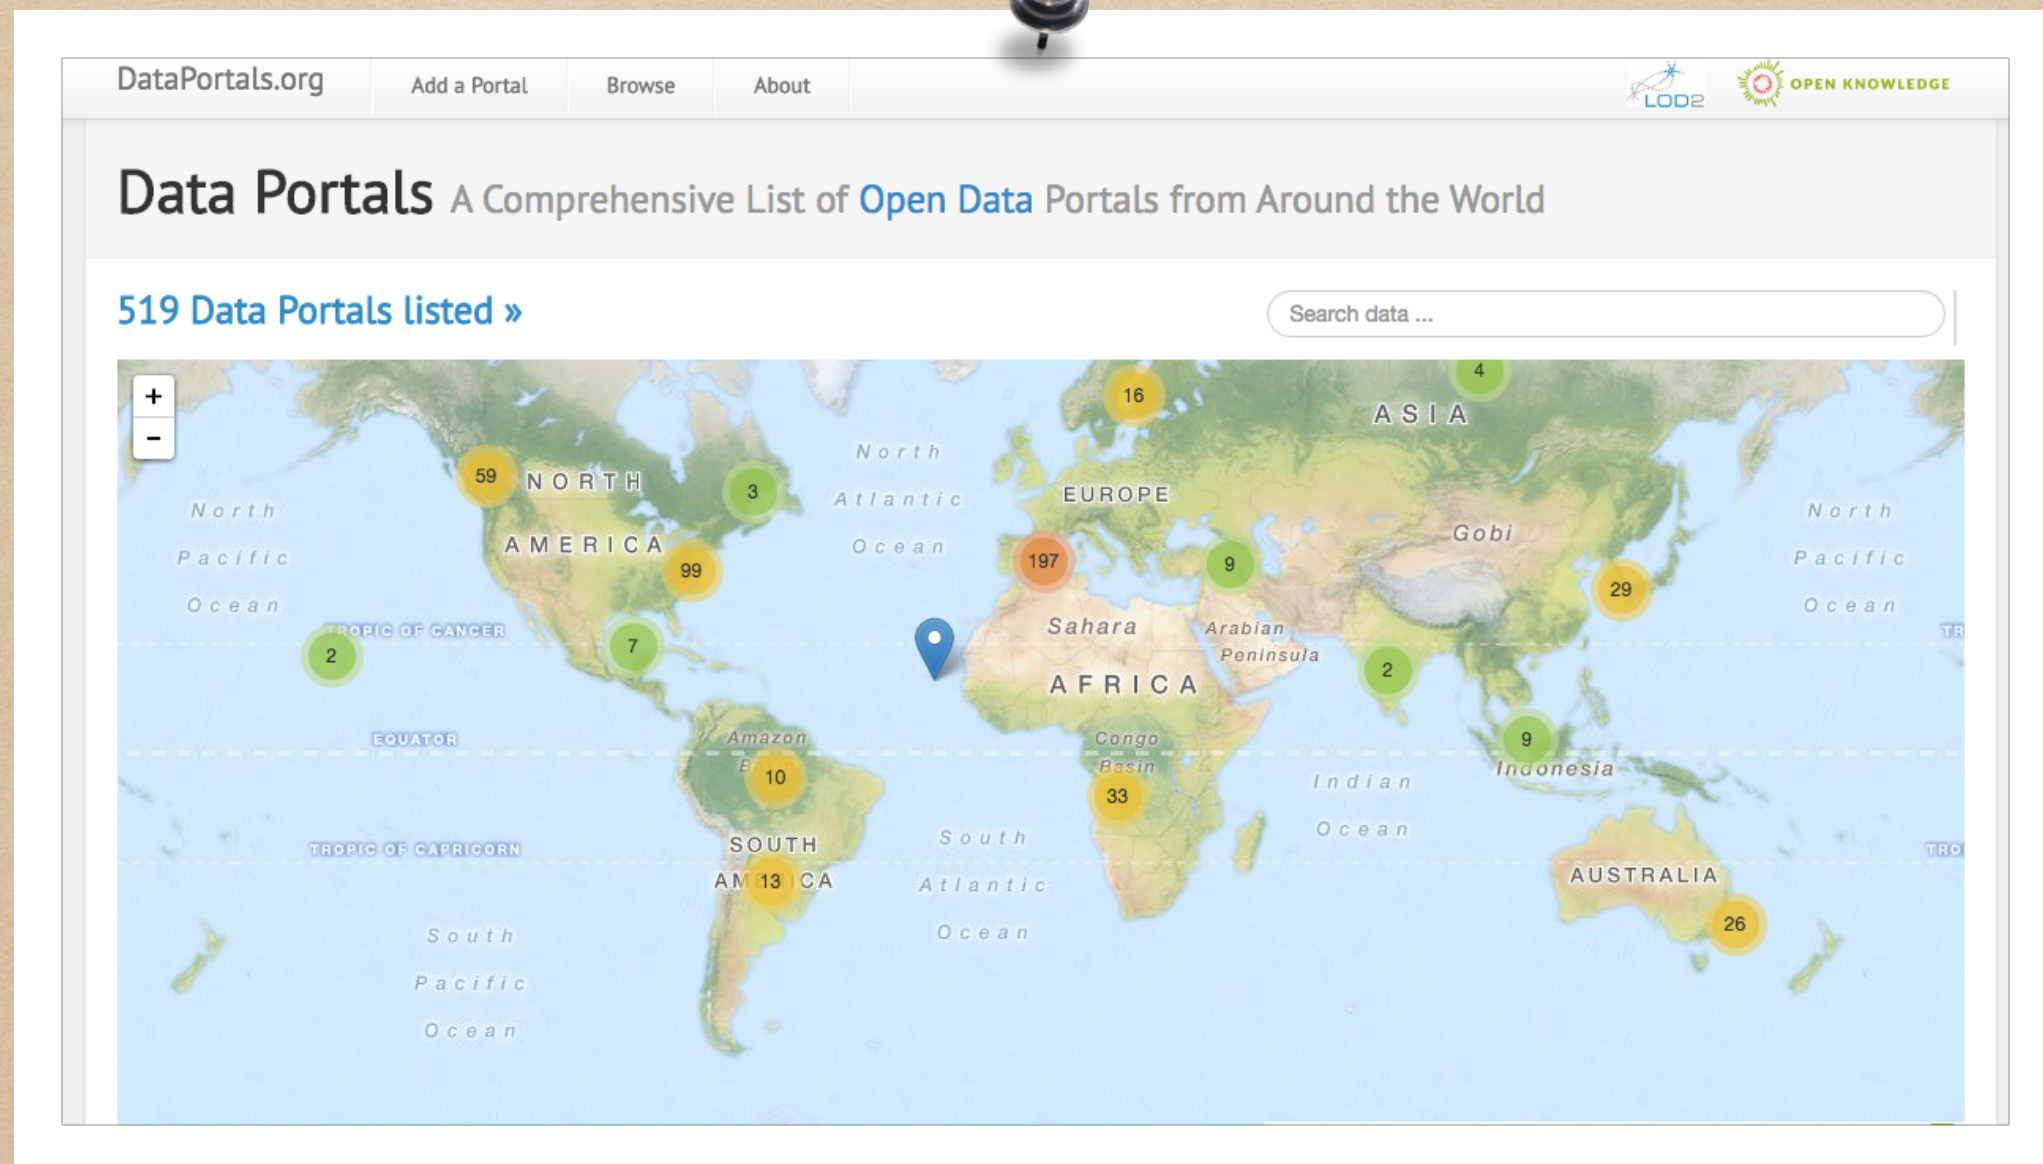 DataPortals.org
Add a Portal
Browse
About
LOD2
OPEN KNOWLEDGE
Data Portals A Comprehensive List of Open Data Portals from Around the World
519 Data Portals listed »
Search data ...
+
−
4
16
ASIA
North
Atlantic
Ocean
59
NORTH
AMERICA
3
EUROPE
North
Pacific
Ocean
Gobi
North
Pacific
Ocean
99
197
9
29
TROPIC OF CANCER
2
7
Sahara
Arabian
Peninsula
TR
AFRICA
2
EQUATOR
Amazon
10
Congo
Basin
33
9
Indonesia
Indian
Ocean
TROPIC OF CAPRICORN
SOUTH
AMERICA
13
South
Atlantic
Ocean
AUSTRALIA
TRO
26
South
Pacific
Ocean